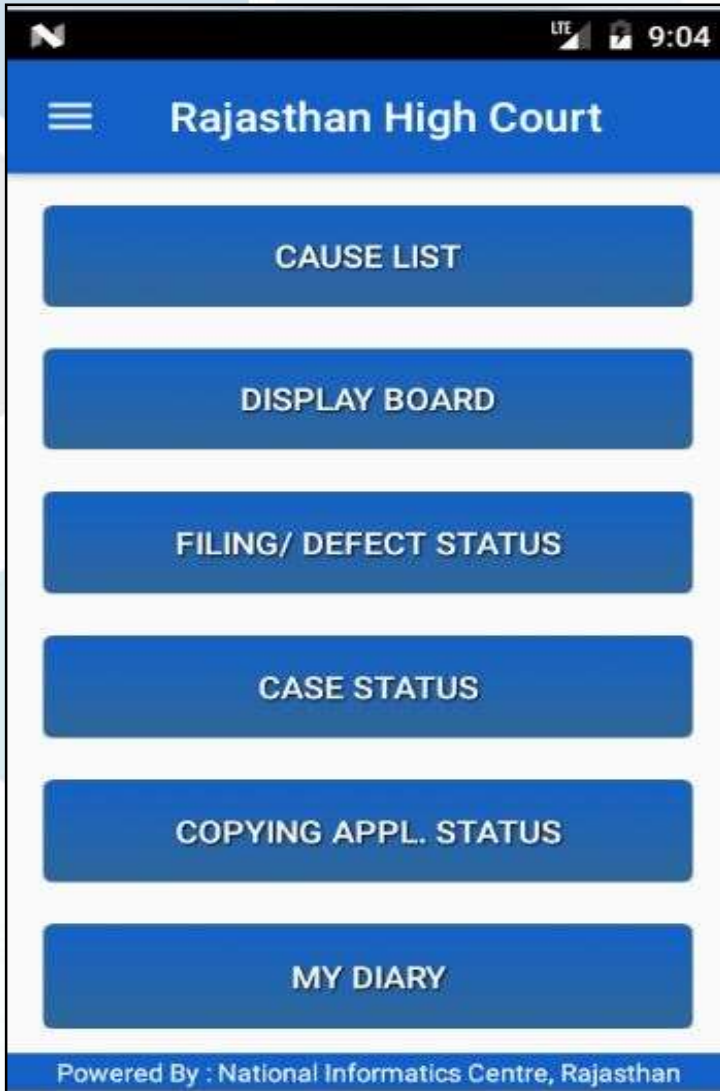 LTE 9:04
Rajasthan High Court
CAUSE LIST
DISPLAY BOARD
FILING/ DEFECT STATUS
CASE STATUS
COPYING APPL. STATUS
MY DIARY
Powered By : National Informatics Centre, Rajasthan